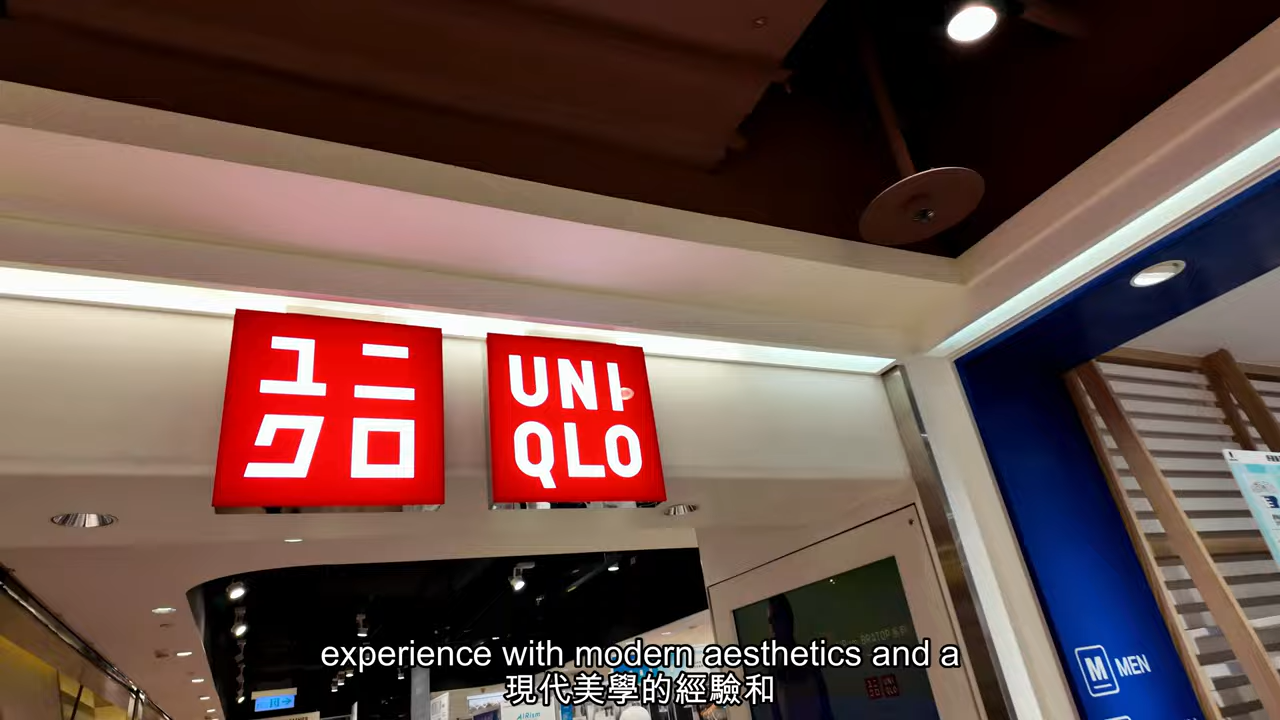 ユニ
クロ
UNI
QLO
AIRism
M MEN
experience with modern aesthetics and a
現代美學的經驗和